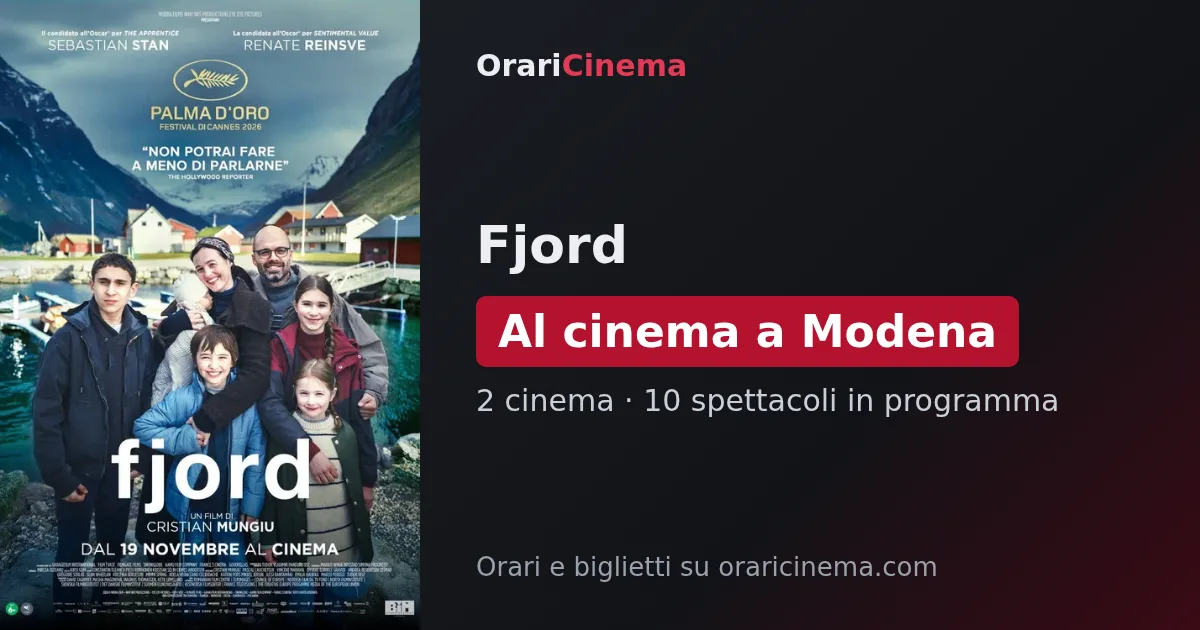 Il candidato all'Oscar® per THE APPRENTICE
SEBASTIAN STAN
La candidata all'Oscar® per SENTIMENTAL VALUE
RENATE REINSVE
PALMA D'ORO
FESTIVAL DI CANNES 2026
“NON POTRAI FARE
A MENO DI PARLARNE”
THE HOLLYWOOD REPORTER
fjord
UN FILM DI
CRISTIAN MUNGIU
DAL 19 NOVEMBRE AL CINEMA
BiM
OrariCinema
Fjord
Al cinema a Modena
2 cinema · 10 spettacoli in programma
Orari e biglietti su oraricinema.com